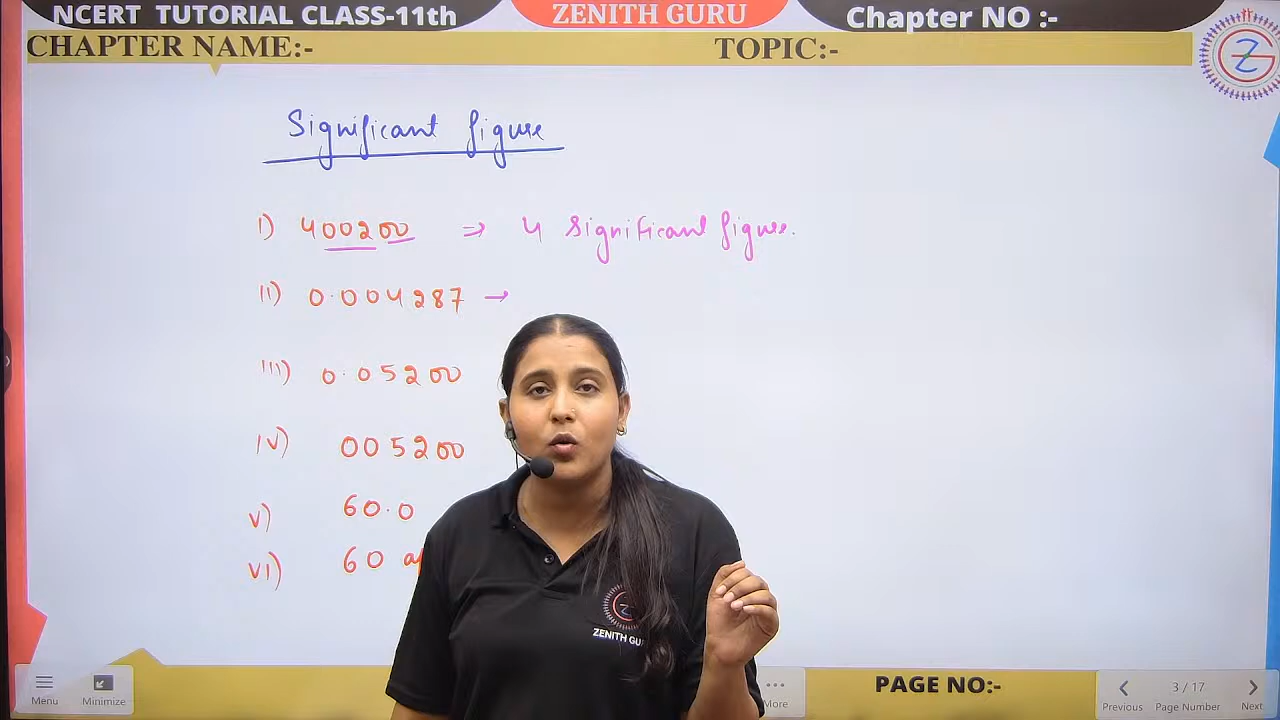 NCERT TUTORIAL CLASS-11th
ZENITH GURU
Chapter NO :-
CHAPTER NAME:-
TOPIC:-
Significant figure
I) 400200 → 4 Significant figure.
II) 0.004287 →
III) 0.05200
IV) 005200
V) 60.0
VI) 60
ZENITH GU
Menu
Minimize
More
PAGE NO:-
3 / 17
Previous
Page Number
Next